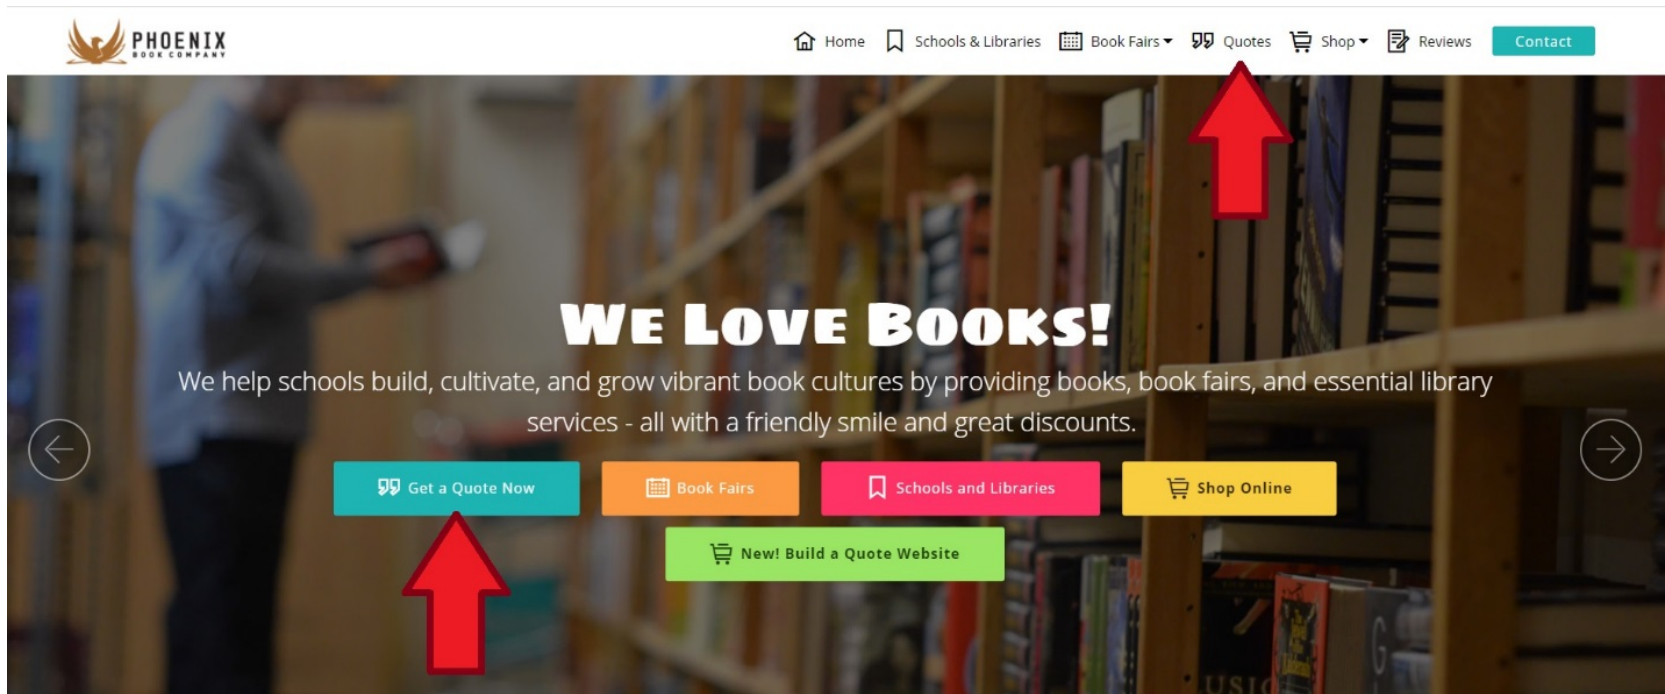 PHOENIX
BOOK COMPANY
Home
Schools & Libraries
Book Fairs
Quotes
Shop
Reviews
Contact
We Love Books!
We help schools build, cultivate, and grow vibrant book cultures by providing books, book fairs, and essential library
services - all with a friendly smile and great discounts.
Get a Quote Now
Book Fairs
Schools and Libraries
Shop Online
New! Build a Quote Website